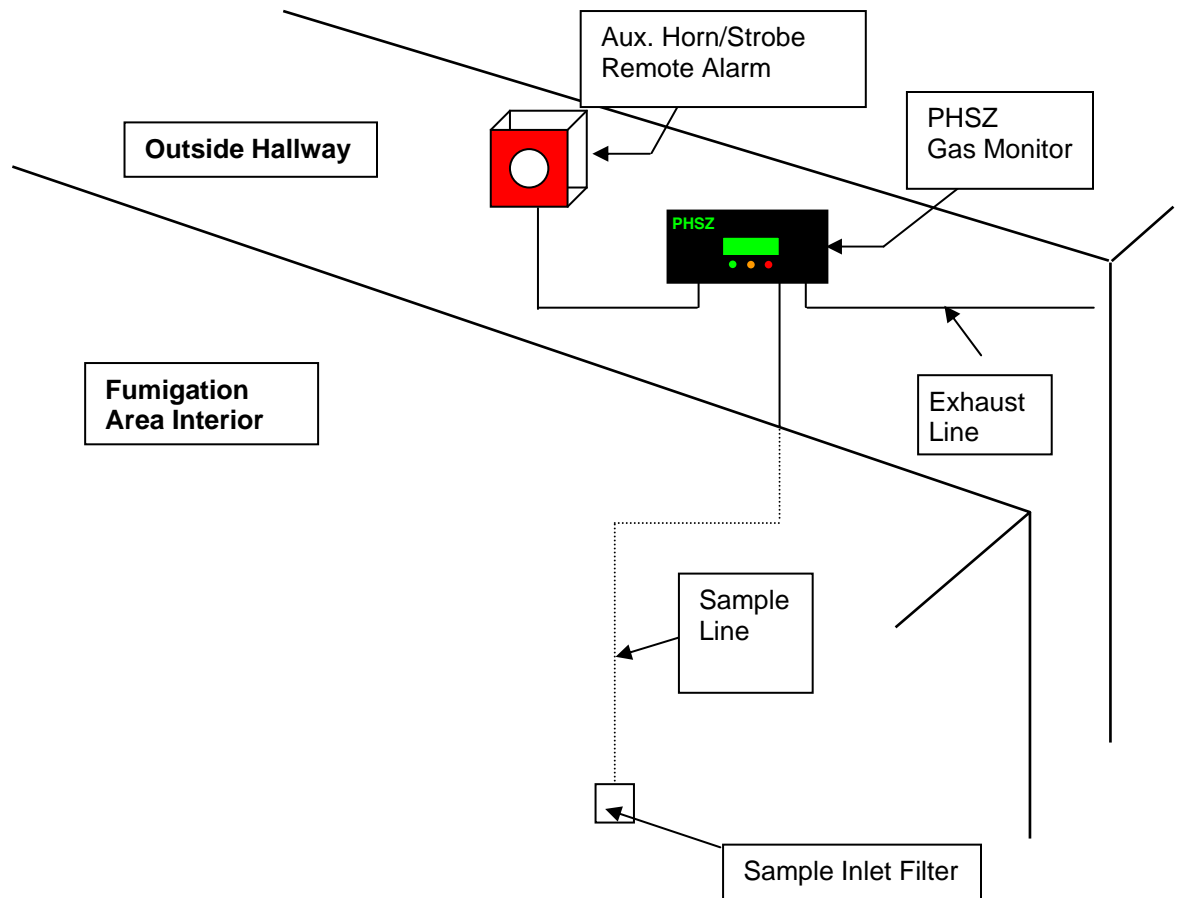 Aux. Horn/Strobe
Remote Alarm
PHSZ
Gas Monitor
Outside Hallway
PHSZ
Fumigation
Area Interior
Exhaust
Line
Sample
Line
Sample Inlet Filter